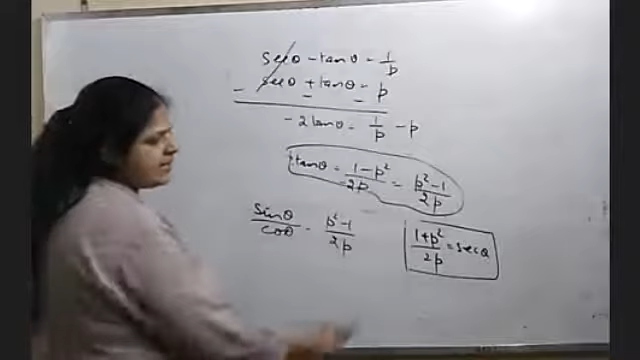 secθ - tanθ = 1/p
- secθ + tanθ = p
- -
-2tanθ = 1/p - p
tanθ = 1-p²/-2p = p²-1/2p
sinθ/coθ = p²-1/2p
1+p²/2p = secθ